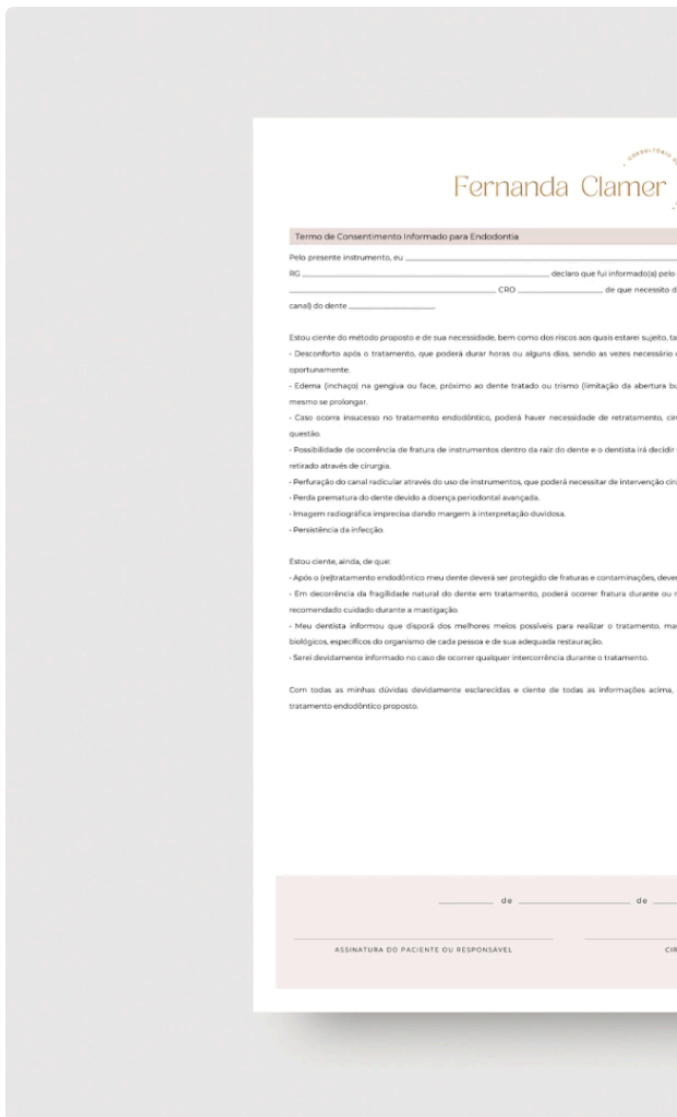 CONSULTÓRIO
Fernanda Clamer
Termo de Consentimento Informado para Endodontia
Pelo presente instrumento, eu
RG declaro que fui informado(a) pelo
CRO de que necessito d
canal) do dente
Estou ciente do método proposto e de sua necessidade, bem como dos riscos aos quais estarei sujeito, ta
• Desconforto após o tratamento, que poderá durar horas ou alguns dias, sendo as vezes necessário
oportunamente.
• Edema (inchaço) na gengiva ou face, próximo ao dente tratado ou trismo (limitação da abertura bu
mesmo se prolongar.
• Caso ocorra insucesso no tratamento endodôntico, poderá haver necessidade de retratamento, ciru
questão.
• Possibilidade de ocorrência de fratura de instrumentos dentro da raiz do dente e o dentista irá decidir
retirado através de cirurgia.
• Perfuração do canal radicular através do uso de instrumentos, que poderá necessitar de intervenção ciru
• Perda prematura do dente devido a doença periodontal avançada.
• Imagem radiográfica imprecisa dando margem à interpretação duvidosa.
• Persistência da infecção.
Estou ciente, ainda, de que:
• Após o (re)tratamento endodôntico meu dente deverá ser protegido de fraturas e contaminações, deve
• Em decorrência da fragilidade natural do dente em tratamento, poderá ocorrer fratura durante ou
recomendado cuidado durante a mastigação.
• Meu dentista informou que disporá dos melhores meios possíveis para realizar o tratamento, mas
biológicos, específicos do organismo de cada pessoa e de sua adequada restauração.
• Serei devidamente informado no caso de ocorrer qualquer intercorrência durante o tratamento.
Com todas as minhas dúvidas devidamente esclarecidas e ciente de todas as informações acima,
tratamento endodôntico proposto.
de de
ASSINATURA DO PACIENTE OU RESPONSÁVEL CIR